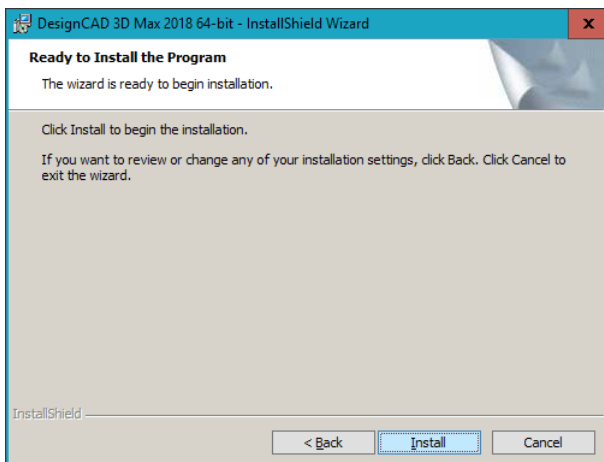 DesignCAD 3D Max 2018 64-bit - InstallShield Wizard
x
Ready to Install the Program
The wizard is ready to begin installation.
Click Install to begin the installation.
If you want to review or change any of your installation settings, click Back. Click Cancel to
exit the wizard.
InstallShield
< Back
Install
Cancel